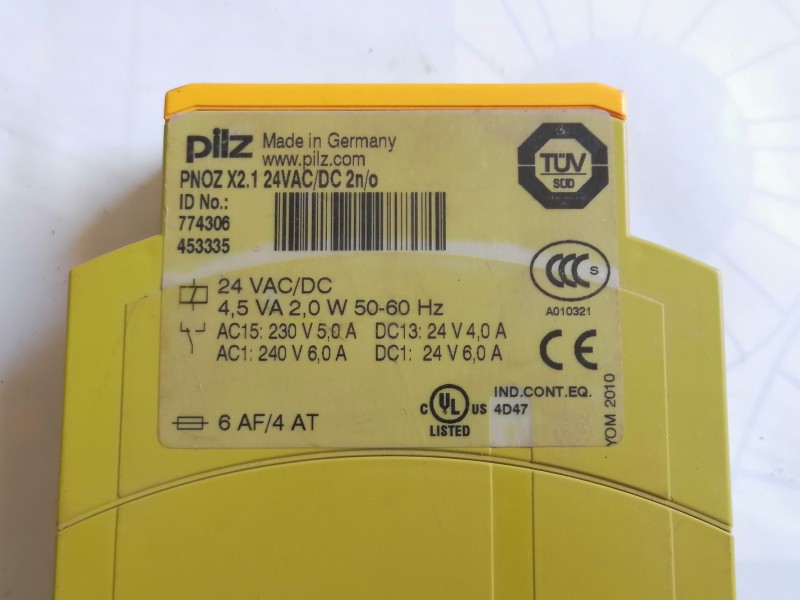 pilz Made in Germany
www.pilz.com
PNOZ X2.1 24VAC/DC 2n/o
ID No.:
774306
453335
TÜV
SÜD
24 VAC/DC
4,5 VA 2,0 W 50-60 Hz
AC15: 230 V 5,0 A DC13: 24 V 4,0 A
AC1: 240 V 6,0 A DC1: 24 V 6,0 A
6 AF/4 AT
CCC S
A010321
CE
C UL US
LISTED
IND.CONT.EQ.
4D47
YOM 2010